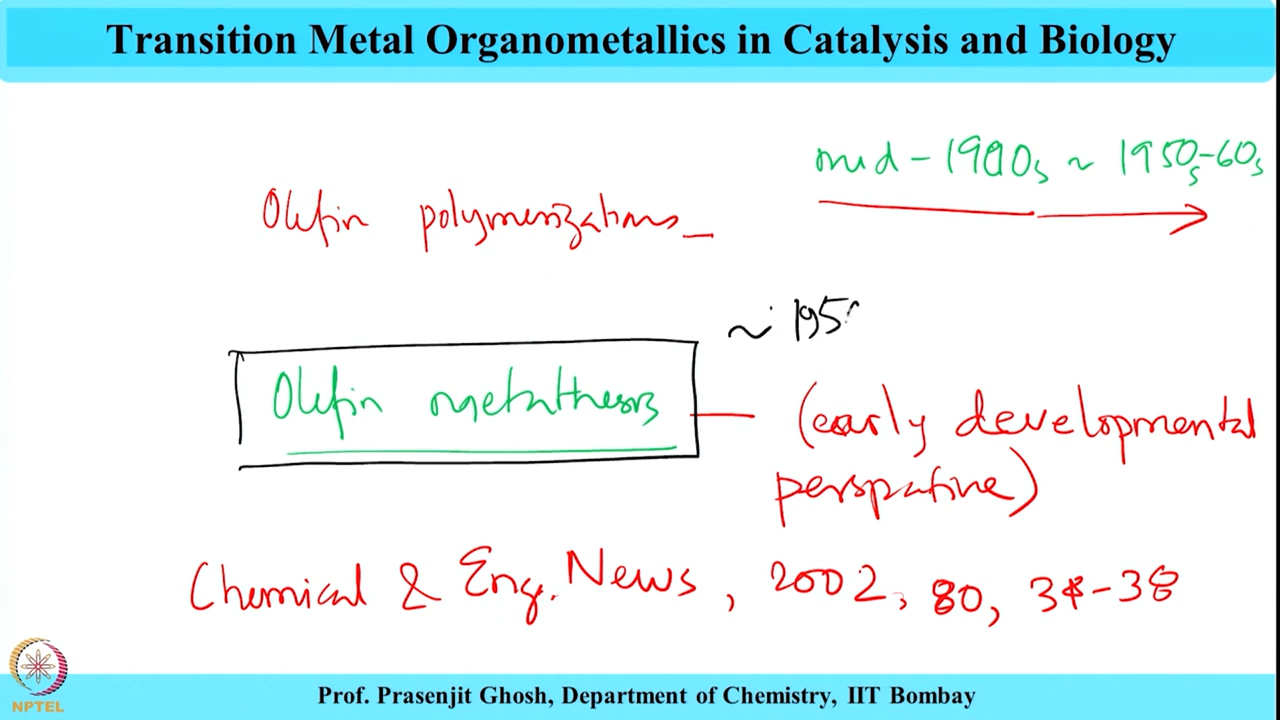 Transition Metal Organometallics in Catalysis and Biology
mid-1900s ~ 1950s-60s
Olefin polymerizations
~ 195
Olefin metathesis
(early developmental
perspative)
Chemical & Eng. News, 2002, 80, 34-38
NPTEL
Prof. Prasenjit Ghosh, Department of Chemistry, IIT Bombay